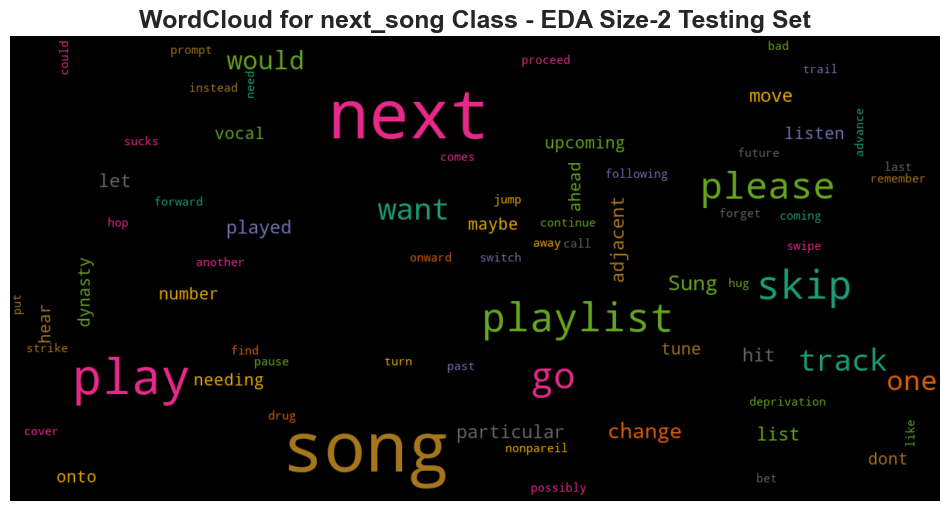 WordCloud for next_song Class - EDA Size-2 Testing Set
could
prompt
would
proceed
bad
trail
instead
need
next
move
sucks
vocal
upcoming
listen
advance
comes
future
let
ahead
following
last
remember
please
forward
want
jump
hop
played
maybe
continue
forget
coming
another
onward
switch
away
call
adjacent
swipe
dynasty
number
Sung
hug
skip
put
hear
playlist
strike
find
pause
turn
past
tune
hit
track
play
needing
go
one
drug
deprivation
cover
song
particular
nonpareil
change
list
like
onto
dont
possibly
bet